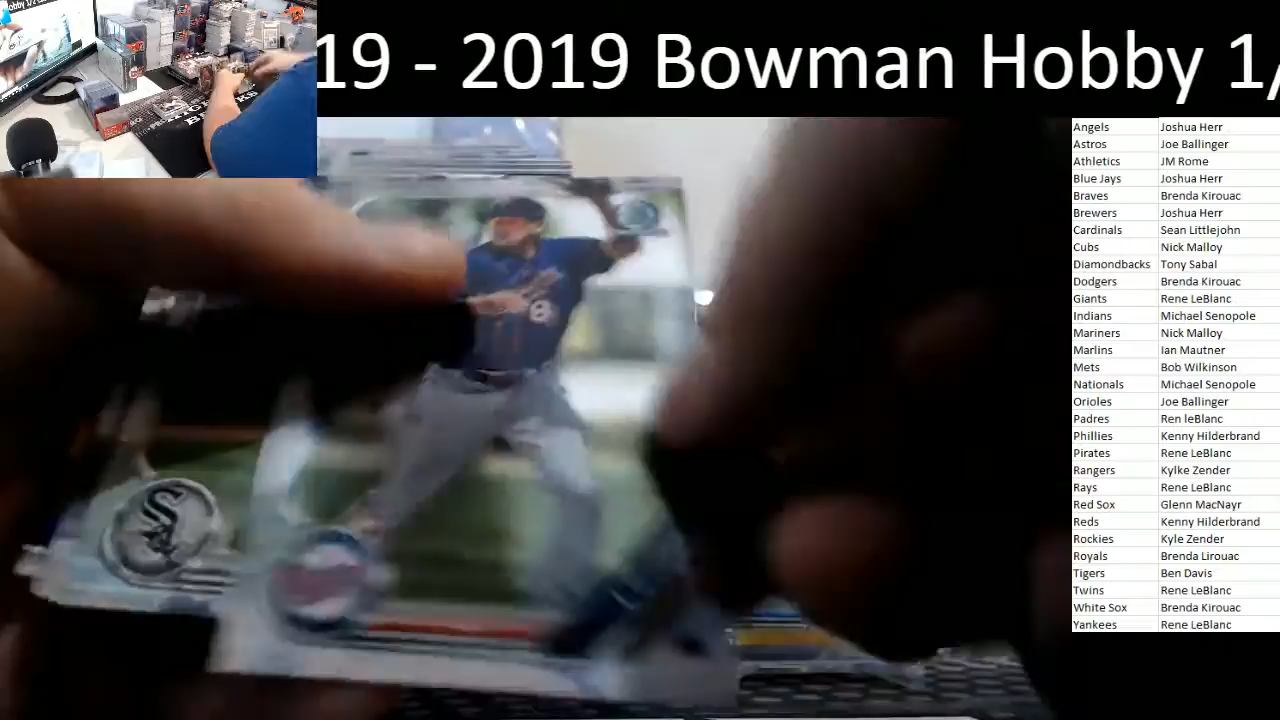 19 - 2019 Bowman Hobby 1/
Angels Joshua Herr
Astros Joe Ballinger
Athletics JM Rome
Blue Jays Joshua Herr
Braves Brenda Kirouac
Brewers Joshua Herr
Cardinals Sean Littlejohn
Cubs Nick Malloy
Diamondbacks Tony Sabal
Dodgers Brenda Kirouac
Giants Rene LeBlanc
Indians Michael Senopole
Mariners Nick Malloy
Marlins Ian Mautner
Mets Bob Wilkinson
Nationals Michael Senopole
Orioles Joe Ballinger
Padres Ren leBlanc
Phillies Kenny Hilderbrand
Pirates Rene LeBlanc
Rangers Kylke Zender
Rays Rene LeBlanc
Red Sox Glenn MacNayr
Reds Kenny Hilderbrand
Rockies Kyle Zender
Royals Brenda Lirouac
Tigers Ben Davis
Twins Rene LeBlanc
White Sox Brenda Kirouac
Yankees Rene LeBlanc